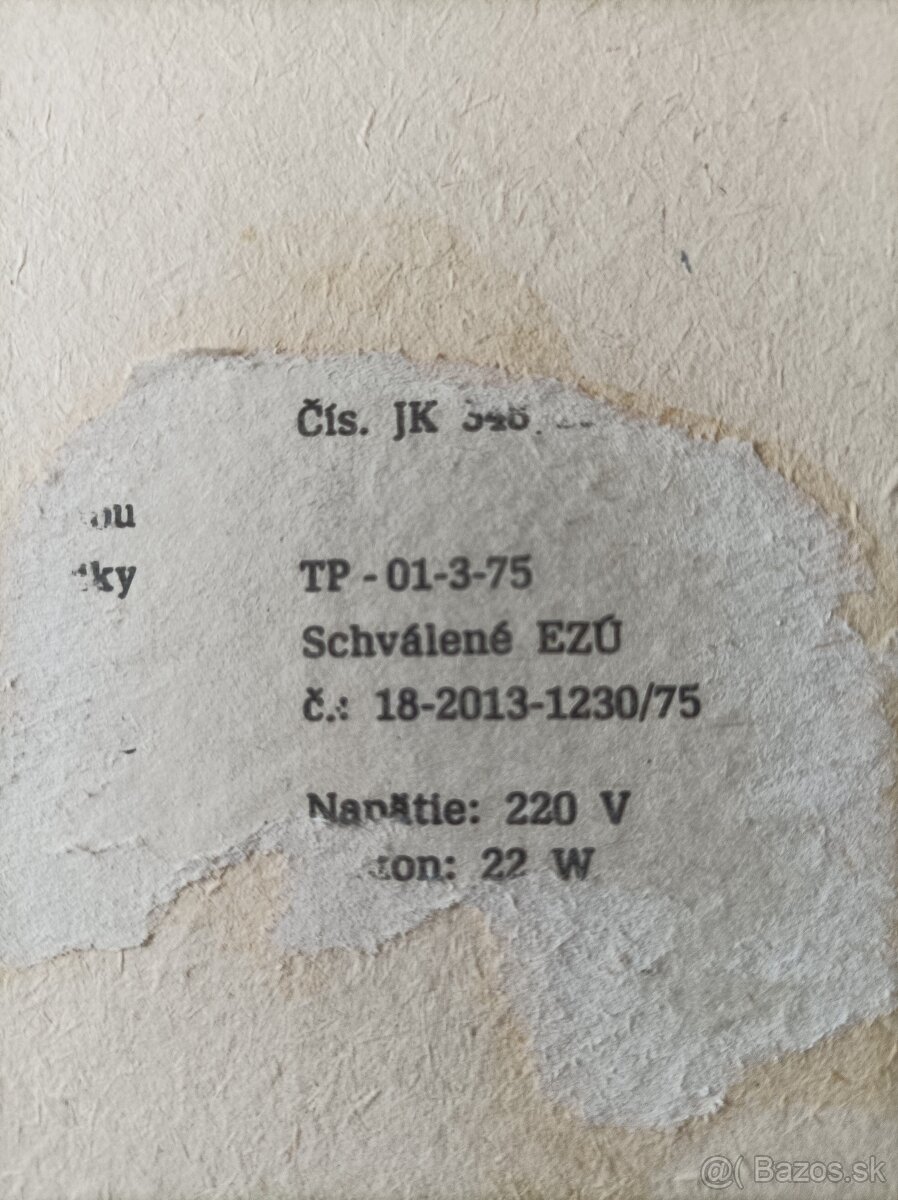 Čís. JK
TP - 01-3-75
Schválené EZÚ
č.: 18-2013-1230/75
Napätie: 220 V
22 W
@( Bazos.sk